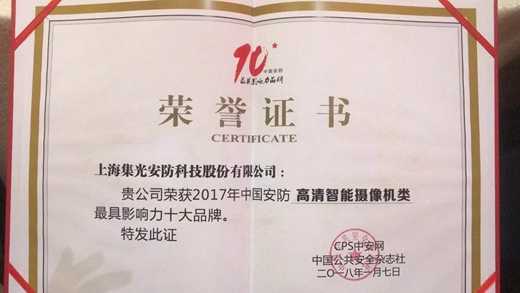 10
中国安防
最具影响力品牌
荣誉证书
CERTIFICATE
上海集光安防科技股份有限公司：
贵公司荣获2017年中国安防 高清智能摄像机类
最具影响力十大品牌。
特发此证
CPS中安网
中国公共安全杂志社
二〇一八年一月七日